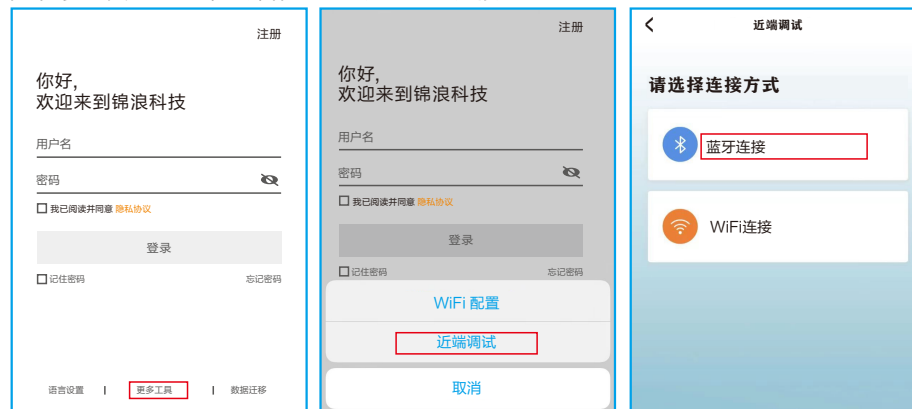 注册
你好，
欢迎来到锦浪科技
用户名
密码
我已阅读并同意 隐私协议
登录
记住密码 忘记密码
语言设置 | 更多工具 | 数据迁移
注册
你好，
欢迎来到锦浪科技
用户名
密码
我已阅读并同意 隐私协议
登录
记住密码 忘记密码
WiFi 配置
近端调试
取消
近端调试
请选择连接方式
蓝牙连接
WiFi连接